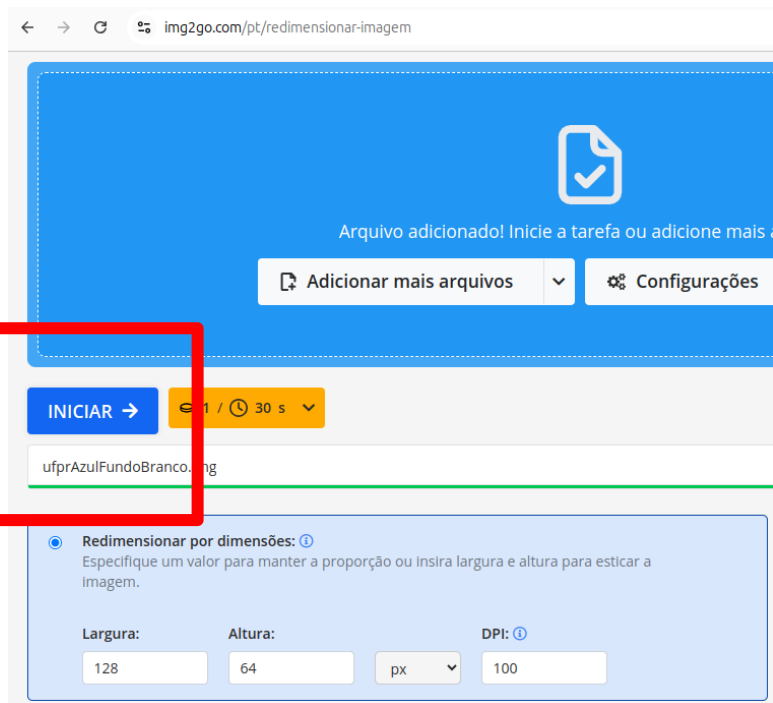 img2go.com/pt/redimensionar-imagem
Arquivo adicionado! Inicie a tarefa ou adicione mais
Adicionar mais arquivos
Configurações
INICIAR →
1 / 30 s
ufprAzulFundoBranco.
Redimensionar por dimensões:
Especifique um valor para manter a proporção ou insira largura e altura para esticar a
imagem.
Largura: Altura: DPI:
128 64 px 100